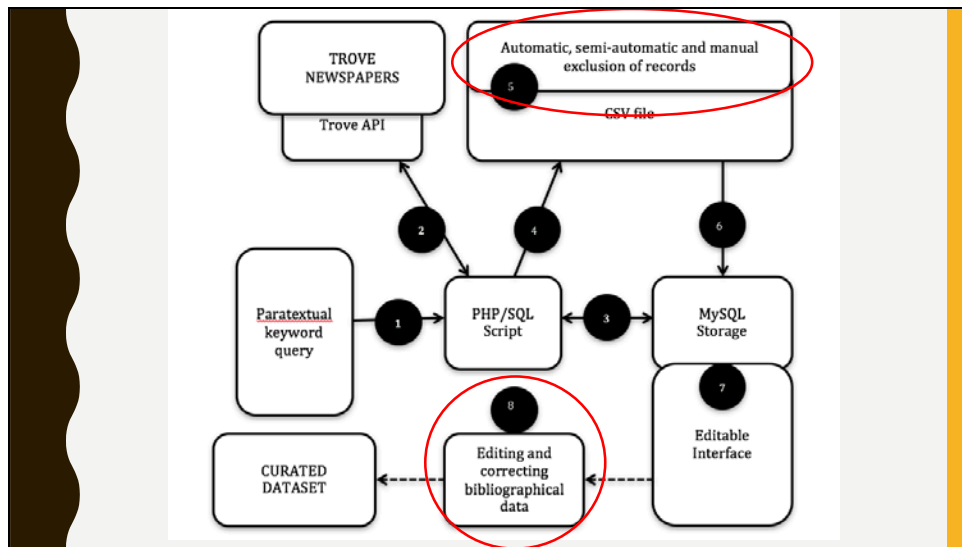 TROVE
NEWSPAPERS
Trove API
Automatic, semi-automatic and manual
exclusion of records
5
CSV file
2
4
6
Paratextual
keyword
query
1
PHP/SQL
Script
3
MySQL
Storage
7
Editable
Interface
8
Editing and
correcting
bibliographical
data
CURATED
DATASET